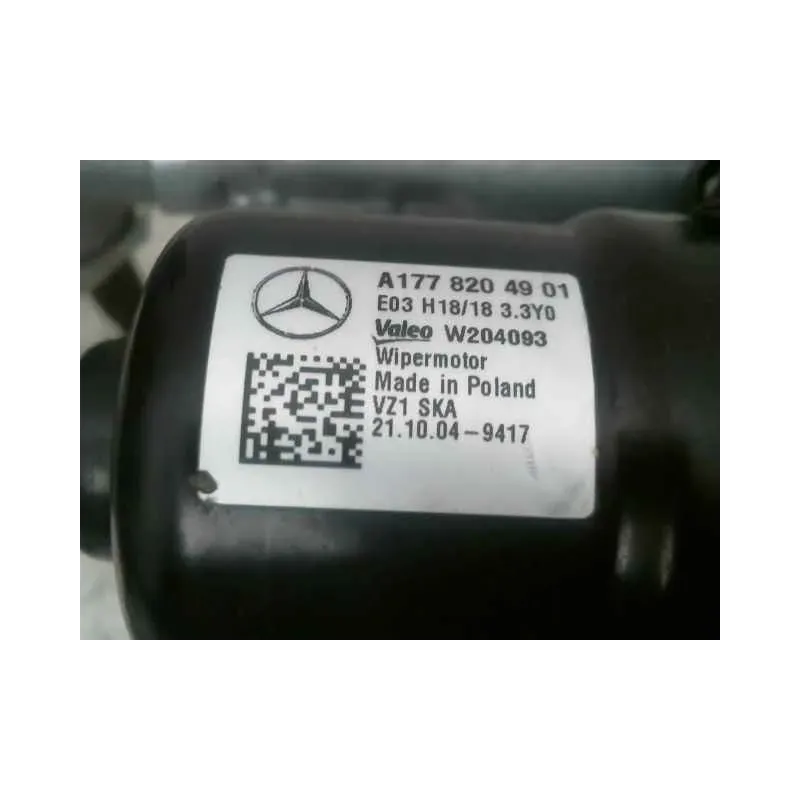 A177 820 49 01
E03 H18/18 3.3Y0
Valeo W204093
Wipermotor
Made in Poland
VZ1 SKA
21.10.04-9417